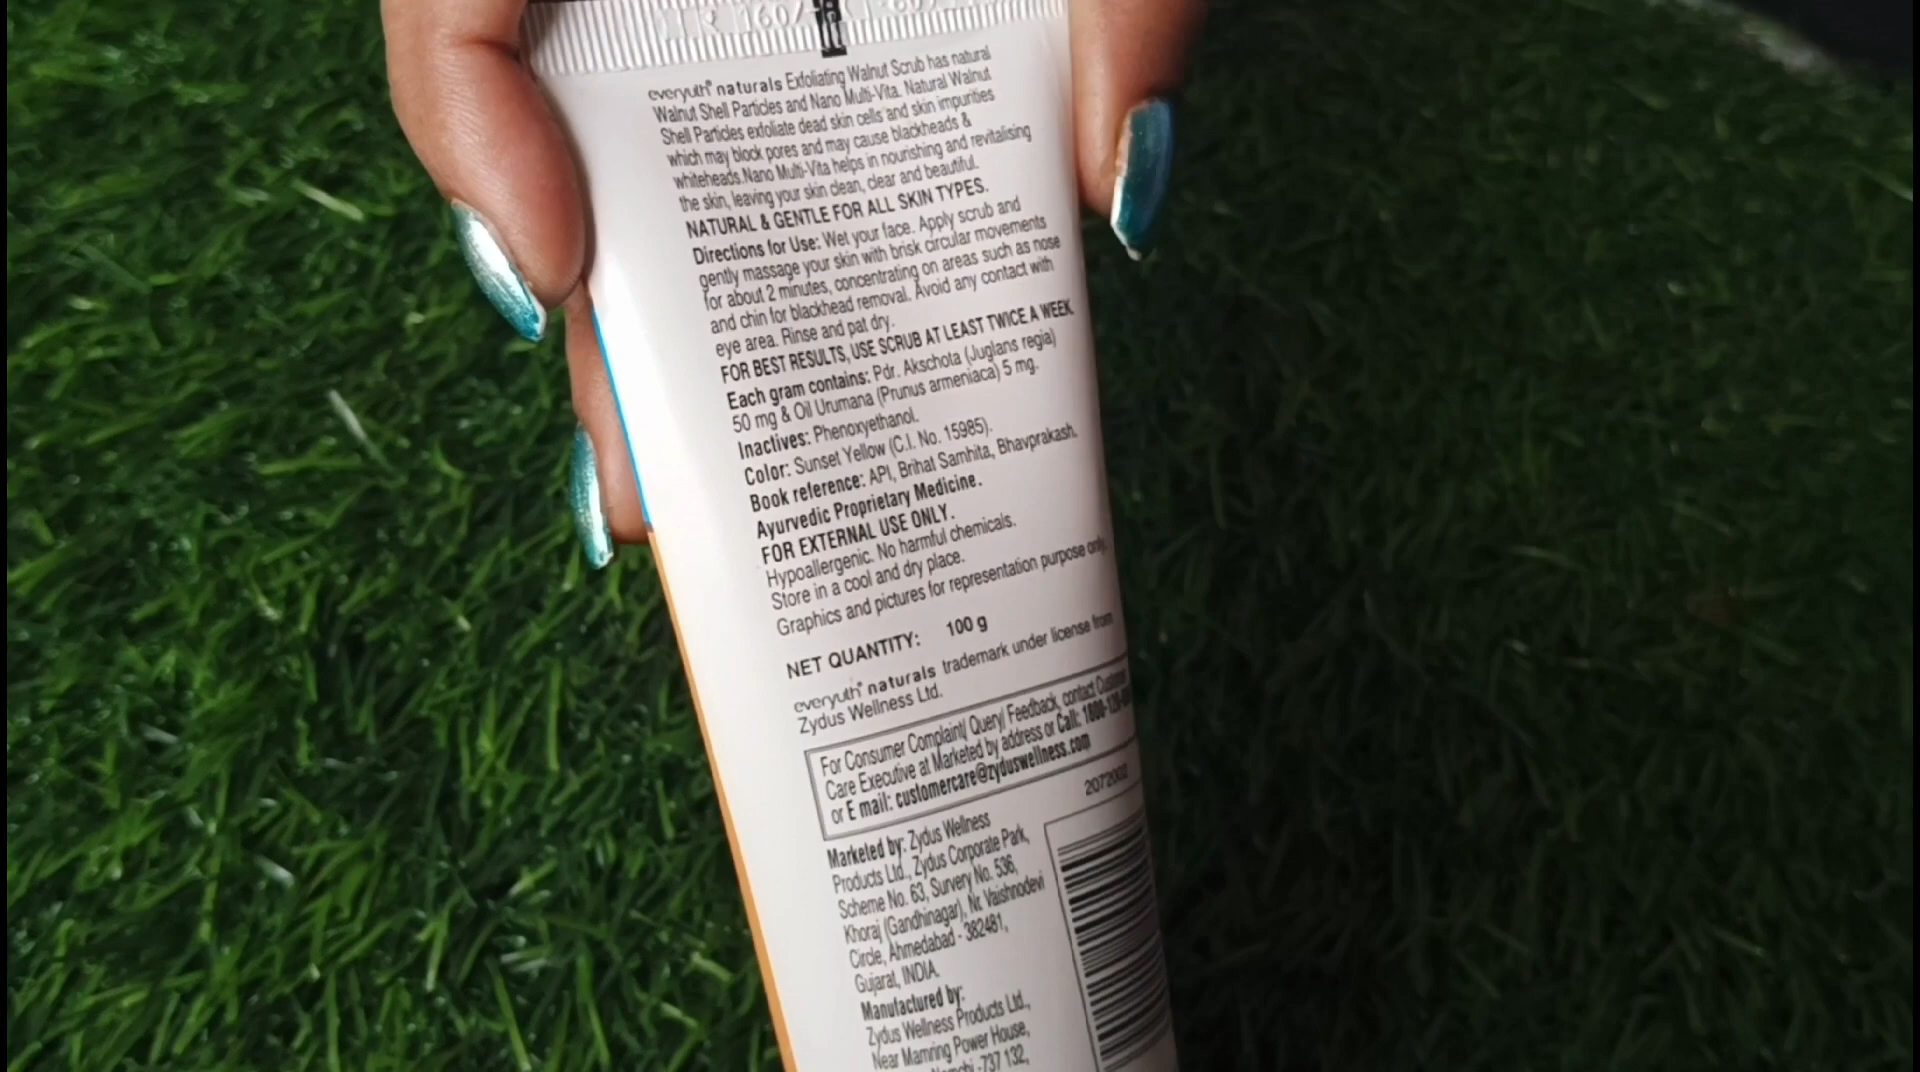 everyuth® naturals Exfoliating Walnut Scrub has natural
Walnut Shell Particles and Nano Multi-Vita. Natural Walnut
Shell Particles exfoliate dead skin cells and skin impurities
which may block pores and may cause blackheads &
whiteheads.Nano Multi-Vita helps in nourishing and revitalising
the skin, leaving your skin clean, clear and beautiful.
NATURAL & GENTLE FOR ALL SKIN TYPES.
Directions for Use: Wet your face. Apply scrub and
gently massage your skin with brisk circular movements
for about 2 minutes, concentrating on areas such as nose
and chin for blackhead removal. Avoid any contact with
eye area. Rinse and pat dry.
FOR BEST RESULTS, USE SCRUB AT LEAST TWICE A WEEK.
Each gram contains: Pdr. Akschota (Juglans regia)
50 mg & Oil Urumana (Prunus armeniaca) 5 mg.
Inactives: Phenoxyethanol.
Color: Sunset Yellow (C.I. No. 15985).
Book reference: API, Brihat Samhita, Bhavprakash.
Ayurvedic Proprietary Medicine.
FOR EXTERNAL USE ONLY.
Hypoallergenic. No harmful chemicals.
Store in a cool and dry place.
Graphics and pictures for representation purpose only.
NET QUANTITY: 100 g
everyuth® naturals trademark under license from
Zydus Wellness Ltd.
For Consumer Complaint/ Query/ Feedback, contact Customer
Care Executive at Marketed by address or Call:
or E mail: customercare@zyduswellness.com
2072002
Marketed by: Zydus Wellness
Products Ltd., Zydus Corporate Park,
Scheme No. 63, Survery No. 536,
Khoraj (Gandhinagar), Nr. Vaishnodevi
Circle, Ahmedabad - 382481,
Gujarat, INDIA.
Manufactured by:
Zydus Wellness Products Ltd.,
Near Mamring Power House,
Namchi -737 132,